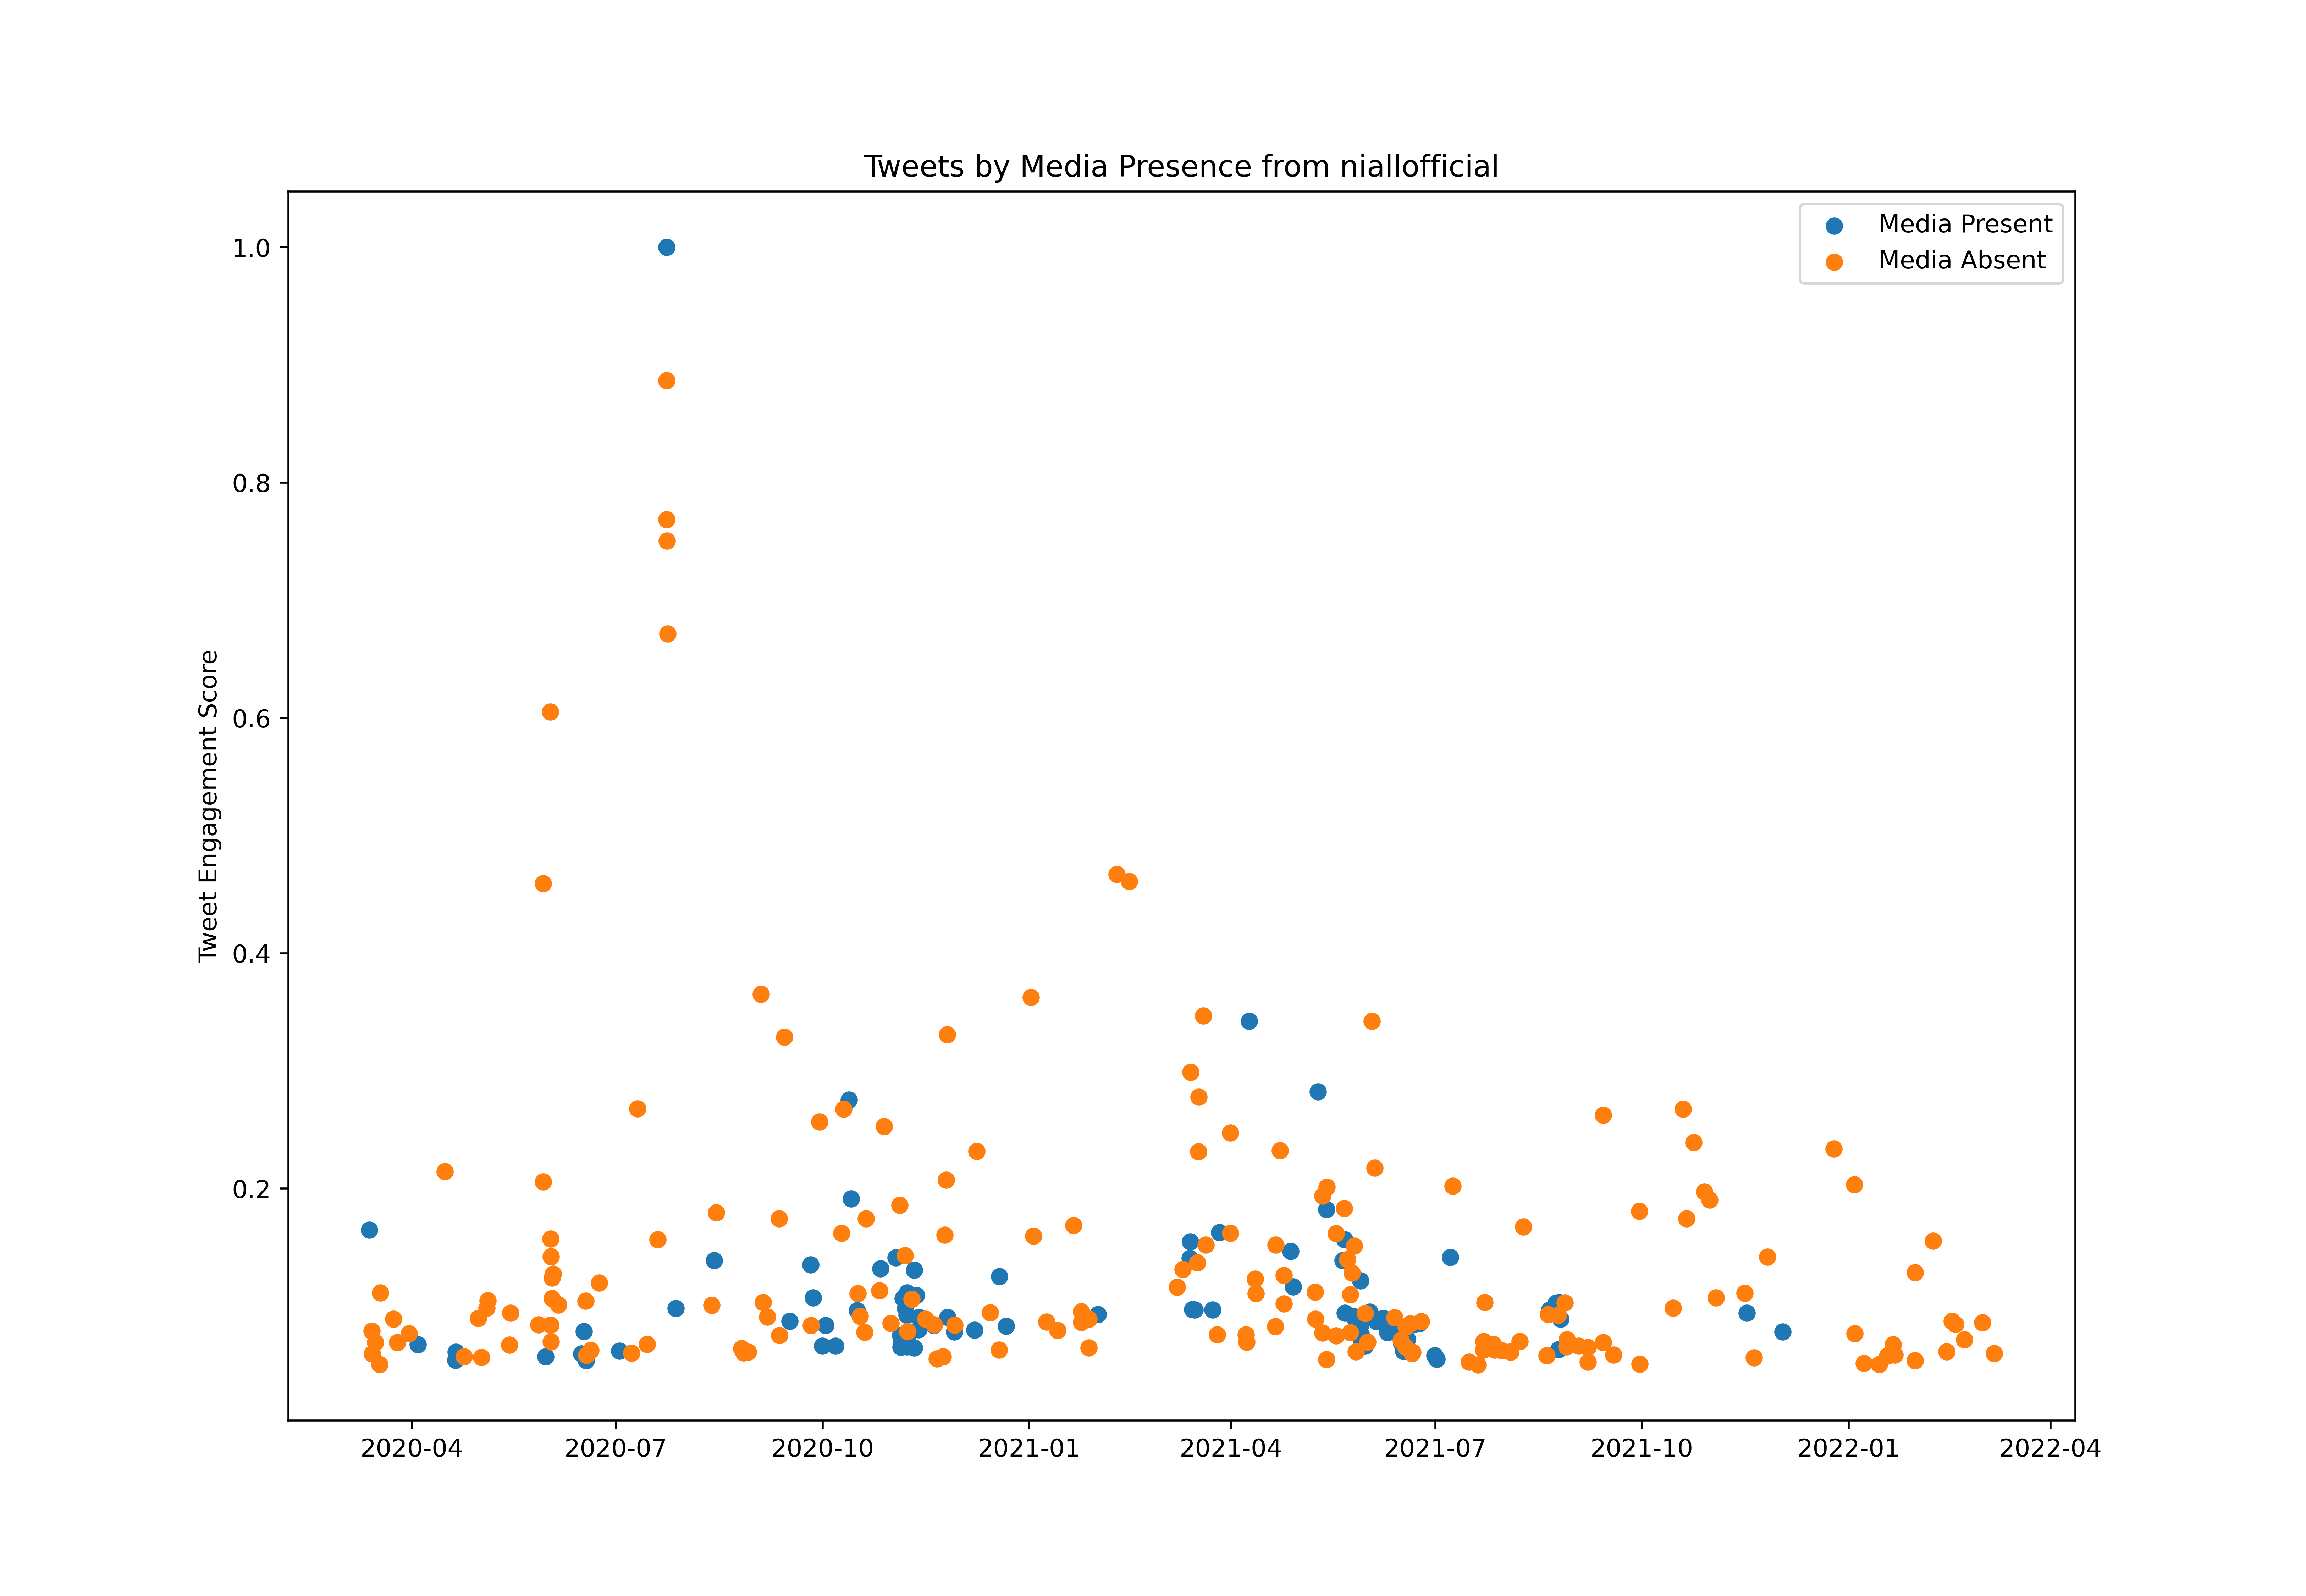 Tweets by Media Presence from niallofficial
Media Present
Media Absent
Tweet Engagement Score
1.0
0.8
0.6
0.4
0.2
2020-04 2020-07 2020-10 2021-01 2021-04 2021-07 2021-10 2022-01 2022-04